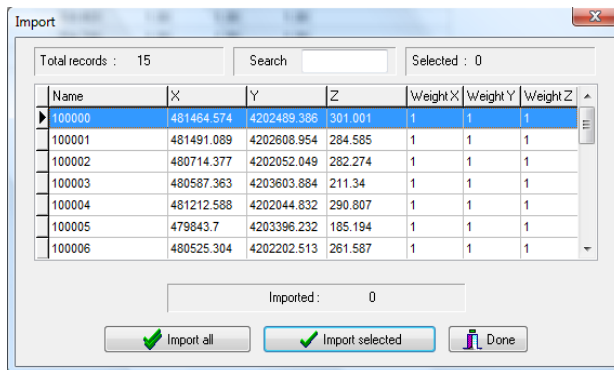 Import
Total records : 15 Search Selected : 0
Name X Y Z Weight X Weight Y Weight Z
100000 481464.574 4202489.386 301.001 1 1 1
100001 481491.089 4202608.954 284.585 1 1 1
100002 480714.377 4202052.049 282.274 1 1 1
100003 480587.363 4203603.884 211.34 1 1 1
100004 481212.588 4202044.832 290.807 1 1 1
100005 479843.7 4203396.232 185.194 1 1 1
100006 480525.304 4202202.513 261.587 1 1 1
Imported : 0
Import all Import selected Done